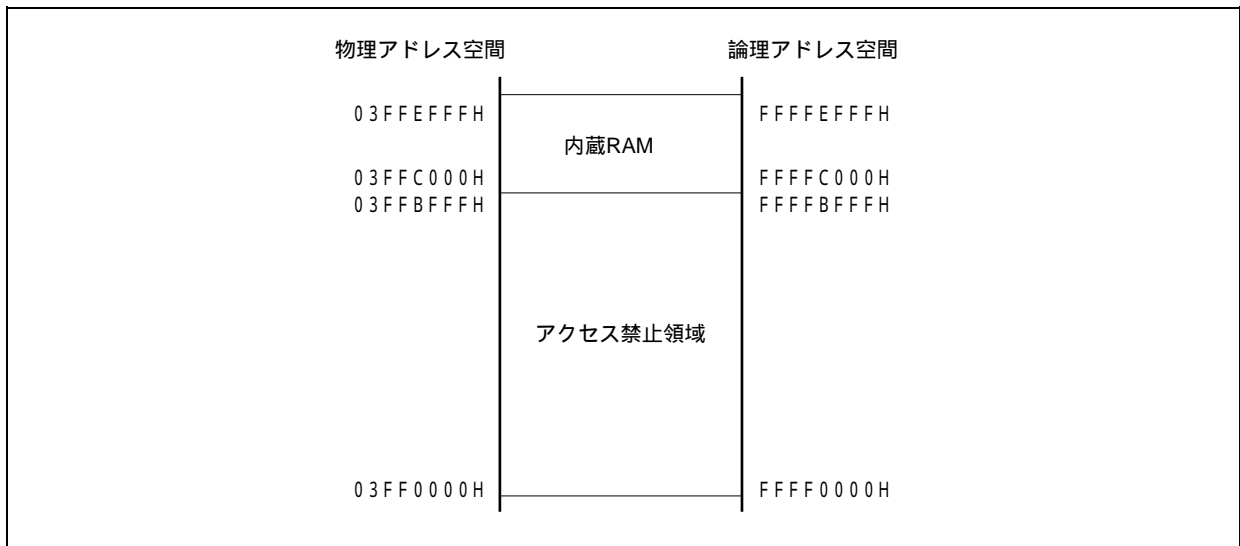 物理アドレス空間 論理アドレス空間
03FFEFFFH FFFFEFFFH
内蔵RAM
03FFC000H FFFFC000H
03FFBFFFH FFFFBFFFH
アクセス禁止領域
03FF0000H FFFF0000H